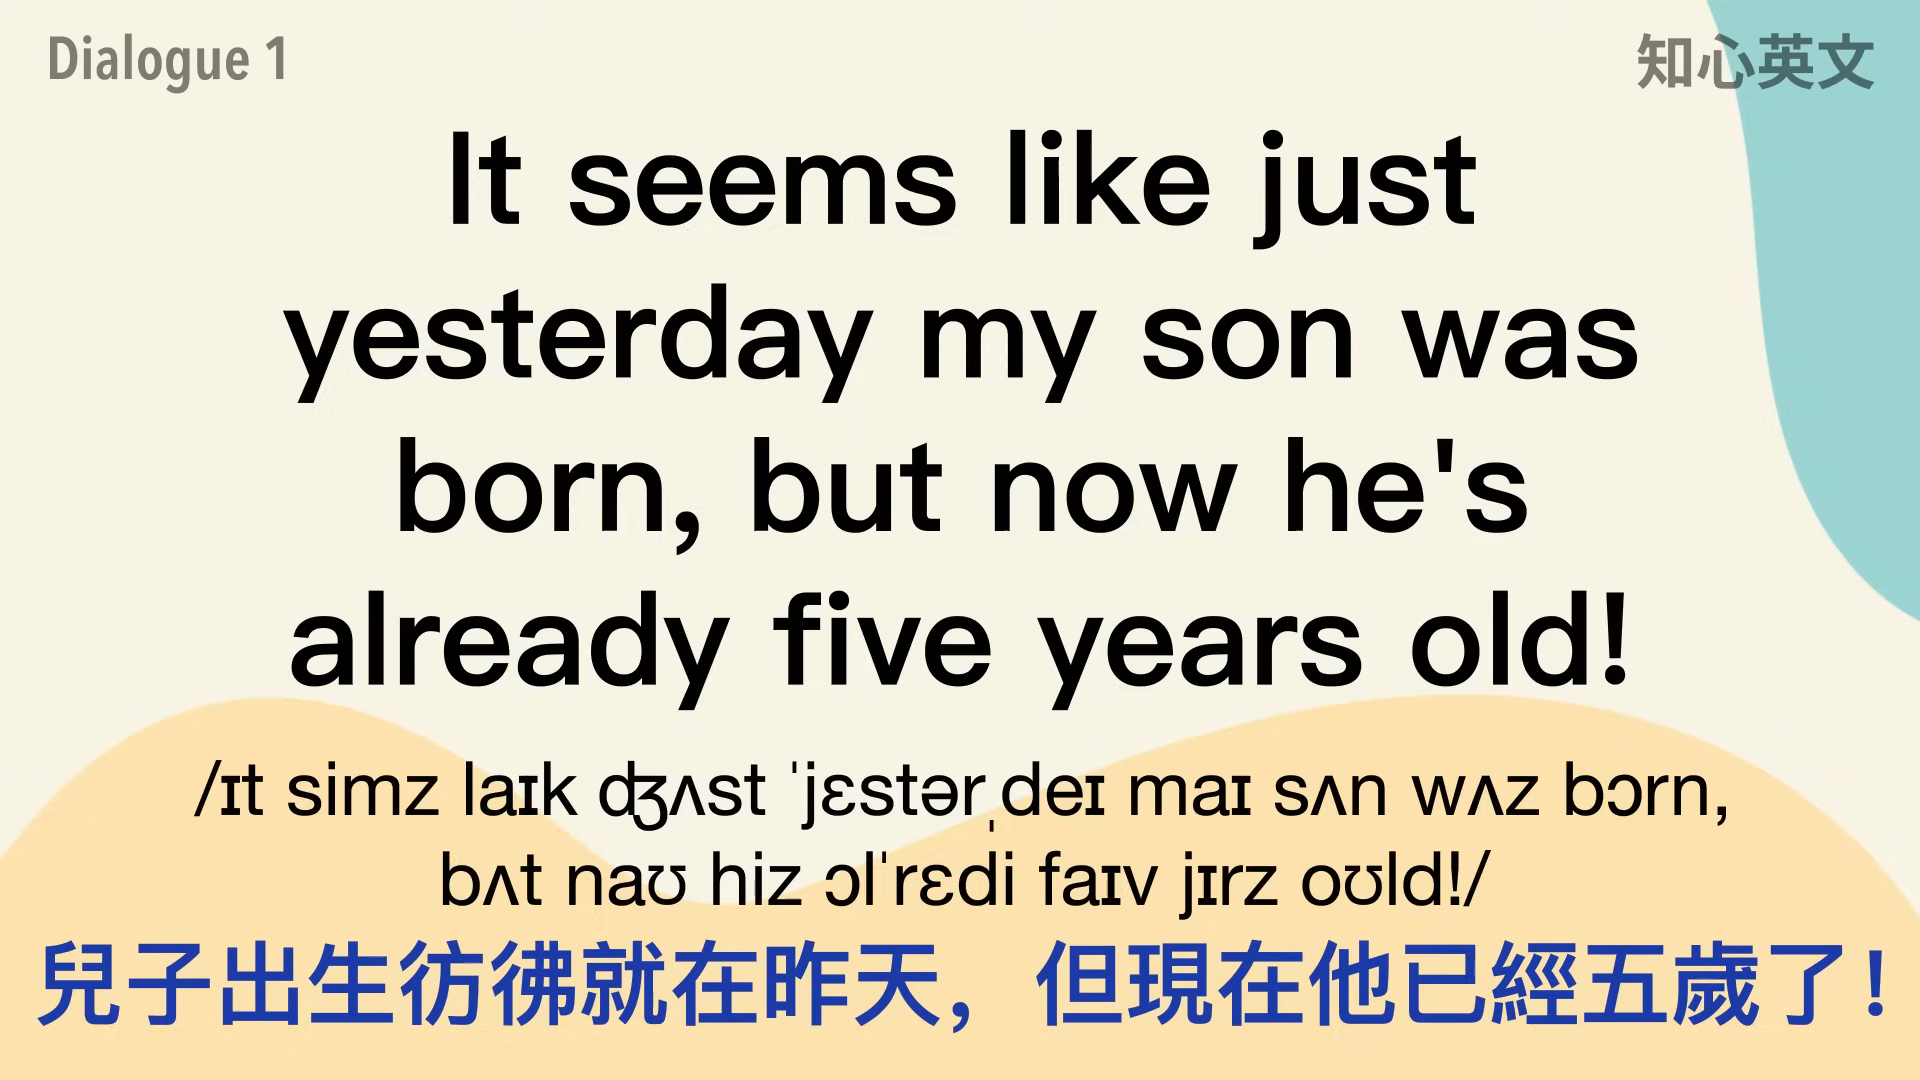 Dialogue 1
知心英文
It seems like just
yesterday my son was
born, but now he's
already five years old!
/ɪt simz laɪk ʤʌst ˈjɛstərˌdeɪ maɪ sʌn wʌz bɔrn,
bʌt naʊ hiz ɔlˈrɛdi faɪv jɪrz oʊld!/
兒子出生彷彿就在昨天，但現在他已經五歲了！